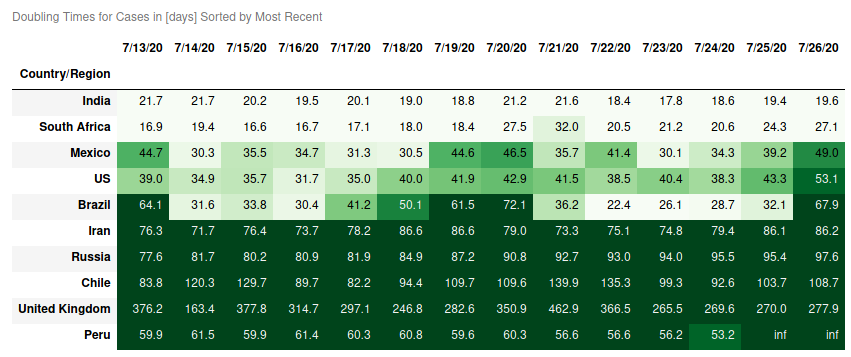 Doubling Times for Cases in [days] Sorted by Most Recent
7/13/20 7/14/20 7/15/20 7/16/20 7/17/20 7/18/20 7/19/20 7/20/20 7/21/20 7/22/20 7/23/20 7/24/20 7/25/20 7/26/20
Country/Region
India 21.7 21.7 20.2 19.5 20.1 19.0 18.8 21.2 21.6 18.4 17.8 18.6 19.4 19.6
South Africa 16.9 19.4 16.6 16.7 17.1 18.0 18.4 27.5 32.0 20.5 21.2 20.6 24.3 27.1
Mexico 44.7 30.3 35.5 34.7 31.3 30.5 44.6 46.5 35.7 41.4 30.1 34.3 39.2 49.0
US 39.0 34.9 35.7 31.7 35.0 40.0 41.9 42.9 41.5 38.5 40.4 38.3 43.3 53.1
Brazil 64.1 31.6 33.8 30.4 41.2 50.1 61.5 72.1 36.2 22.4 26.1 28.7 32.1 67.9
Iran 76.3 71.7 76.4 73.7 78.2 86.6 86.6 79.0 73.3 75.1 74.8 79.4 86.1 86.2
Russia 77.6 81.7 80.2 80.9 81.9 84.9 87.2 90.8 92.7 93.0 94.0 95.5 95.4 97.6
Chile 83.8 120.3 129.7 89.7 82.2 94.4 109.7 109.6 139.9 135.3 99.3 92.6 103.7 108.7
United Kingdom 376.2 163.4 377.8 314.7 297.1 246.8 282.6 350.9 462.9 366.5 265.5 269.6 270.0 277.9
Peru 59.9 61.5 59.9 61.4 60.3 60.8 59.6 60.3 56.6 56.6 56.2 53.2 inf inf